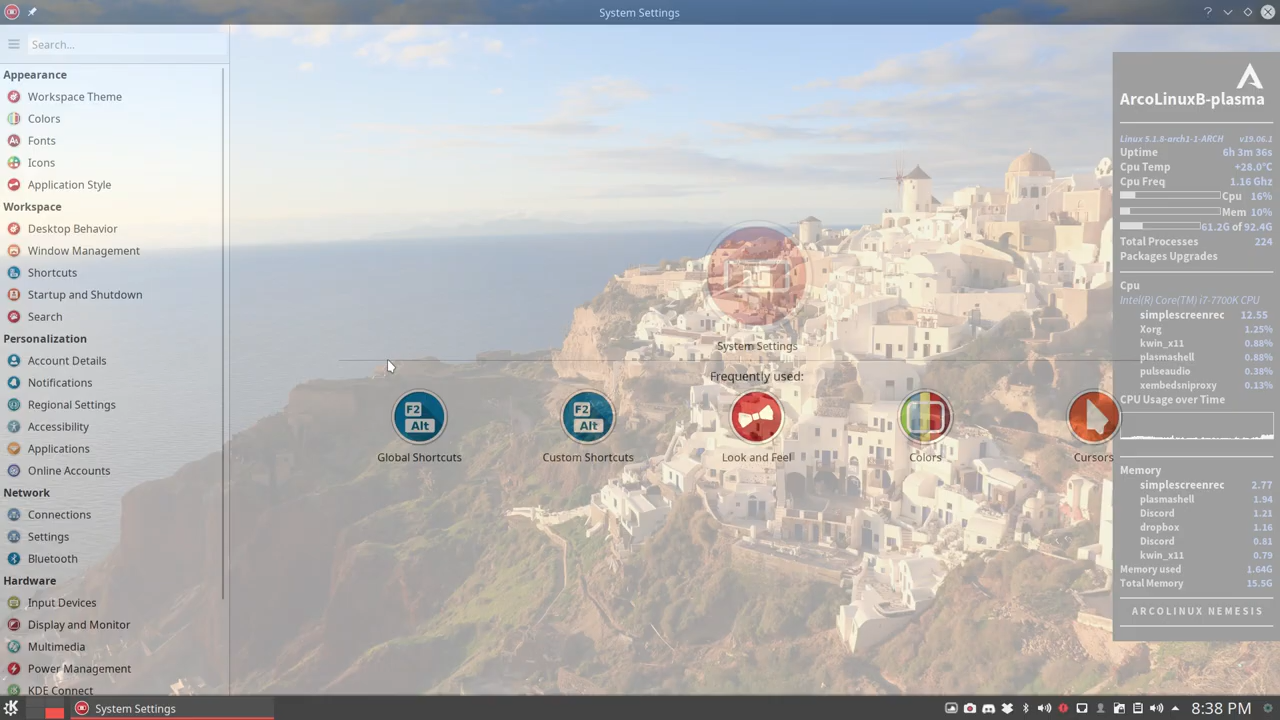 System Settings
Search...
Appearance
Workspace Theme
Colors
Fonts
Icons
Application Style
Workspace
Desktop Behavior
Window Management
Shortcuts
Startup and Shutdown
Search
Personalization
Account Details
Notifications
Regional Settings
Accessibility
Applications
Online Accounts
Network
Connections
Settings
Bluetooth
Hardware
Input Devices
Display and Monitor
Multimedia
Power Management
KDE Connect
System Settings
Frequently used:
F2
Alt
Global Shortcuts
F2
Alt
Custom Shortcuts
Look and Feel
Colors
Cursors
ArcoLinuxB-plasma
Linux 5.1.8-arch1-1-ARCH v19.06.1
Uptime 6h 3m 36s
Cpu Temp +28.0°C
Cpu Freq 1.16 Ghz
Cpu 16%
Mem 10%
61.2G of 92.4G
Total Processes 224
Packages Upgrades
Cpu
Intel(R) Core(TM) i7-7700K CPU
simplescreenrec 12.55
Xorg 1.25%
kwin_x11 0.88%
plasmashell 0.88%
pulseaudio 0.38%
xembedsniproxy 0.13%
CPU Usage over Time
Memory
simplescreenrec 2.77
plasmashell 1.94
Discord 1.21
dropbox 1.16
Discord 0.81
kwin_x11 0.79
Memory used 1.64G
Total Memory 15.5G
ARCOLINUX NEMESIS
System Settings
8:38 PM